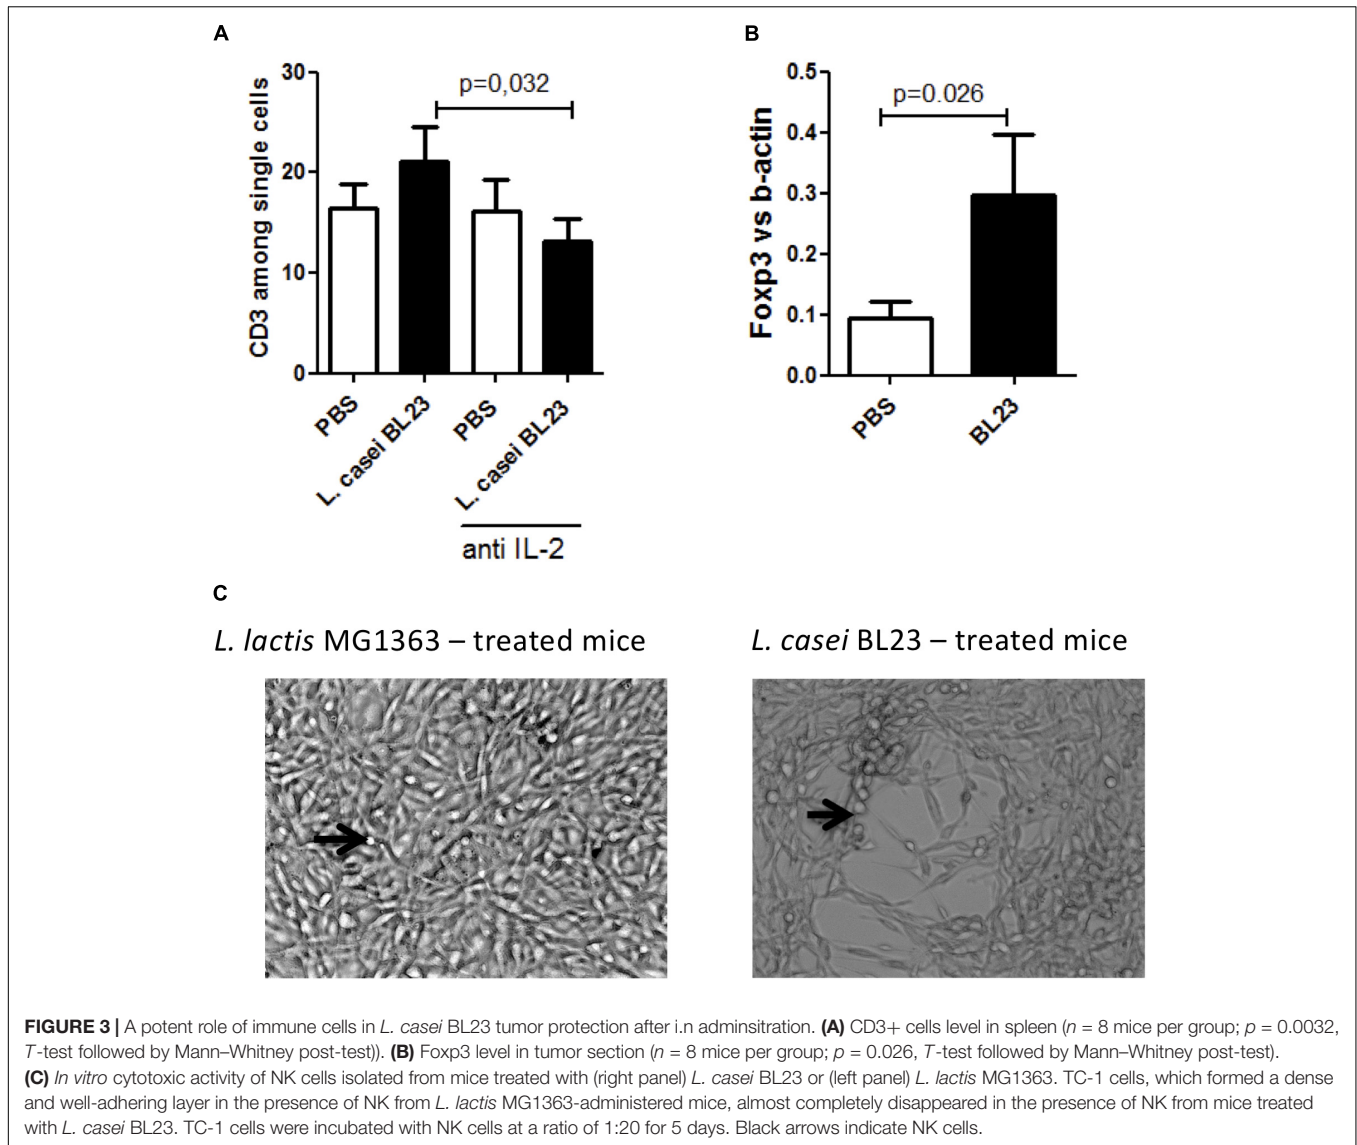 A
30
20
10
0
CD3 among single cells
p=0,032
PBS
L. casei BL23
PBS
L. casei BL23
anti IL-2
B
0.5
0.4
0.3
0.2
0.1
0.0
Foxp3 vs b-actin
p=0.026
PBS
BL23
C
L. lactis MG1363 – treated mice
L. casei BL23 – treated mice
FIGURE 3 | A potent role of immune cells in L. casei BL23 tumor protection after i.n adminsitration. (A) CD3+ cells level in spleen (n = 8 mice per group; p = 0.0032,
T-test followed by Mann–Whitney post-test)). (B) Foxp3 level in tumor section (n = 8 mice per group; p = 0.026, T-test followed by Mann–Whitney post-test).
(C) In vitro cytotoxic activity of NK cells isolated from mice treated with (right panel) L. casei BL23 or (left panel) L. lactis MG1363. TC-1 cells, which formed a dense
and well-adhering layer in the presence of NK from L. lactis MG1363-administered mice, almost completely disappeared in the presence of NK from mice treated
with L. casei BL23. TC-1 cells were incubated with NK cells at a ratio of 1:20 for 5 days. Black arrows indicate NK cells.